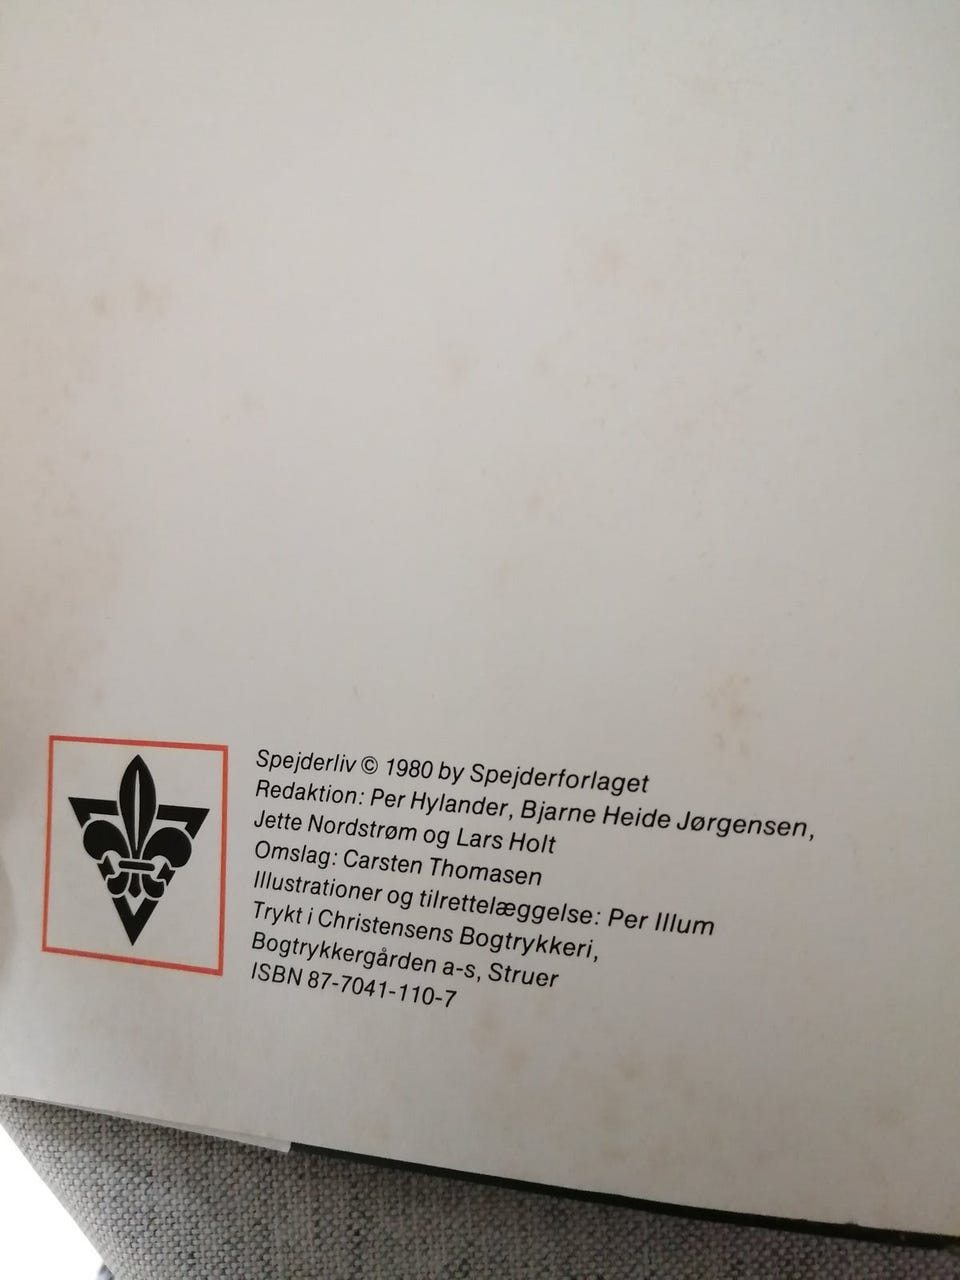 Spejderliv © 1980 by Spejderforlaget
Redaktion: Per Hylander, Bjarne Heide Jørgensen,
Jette Nordstrøm og Lars Holt
Omslag: Carsten Thomasen
Illustrationer og tilrettelæggelse: Per Illum
Trykt i Christensens Bogtrykkeri,
Bogtrykkergården a-s, Struer
ISBN 87-7041-110-7